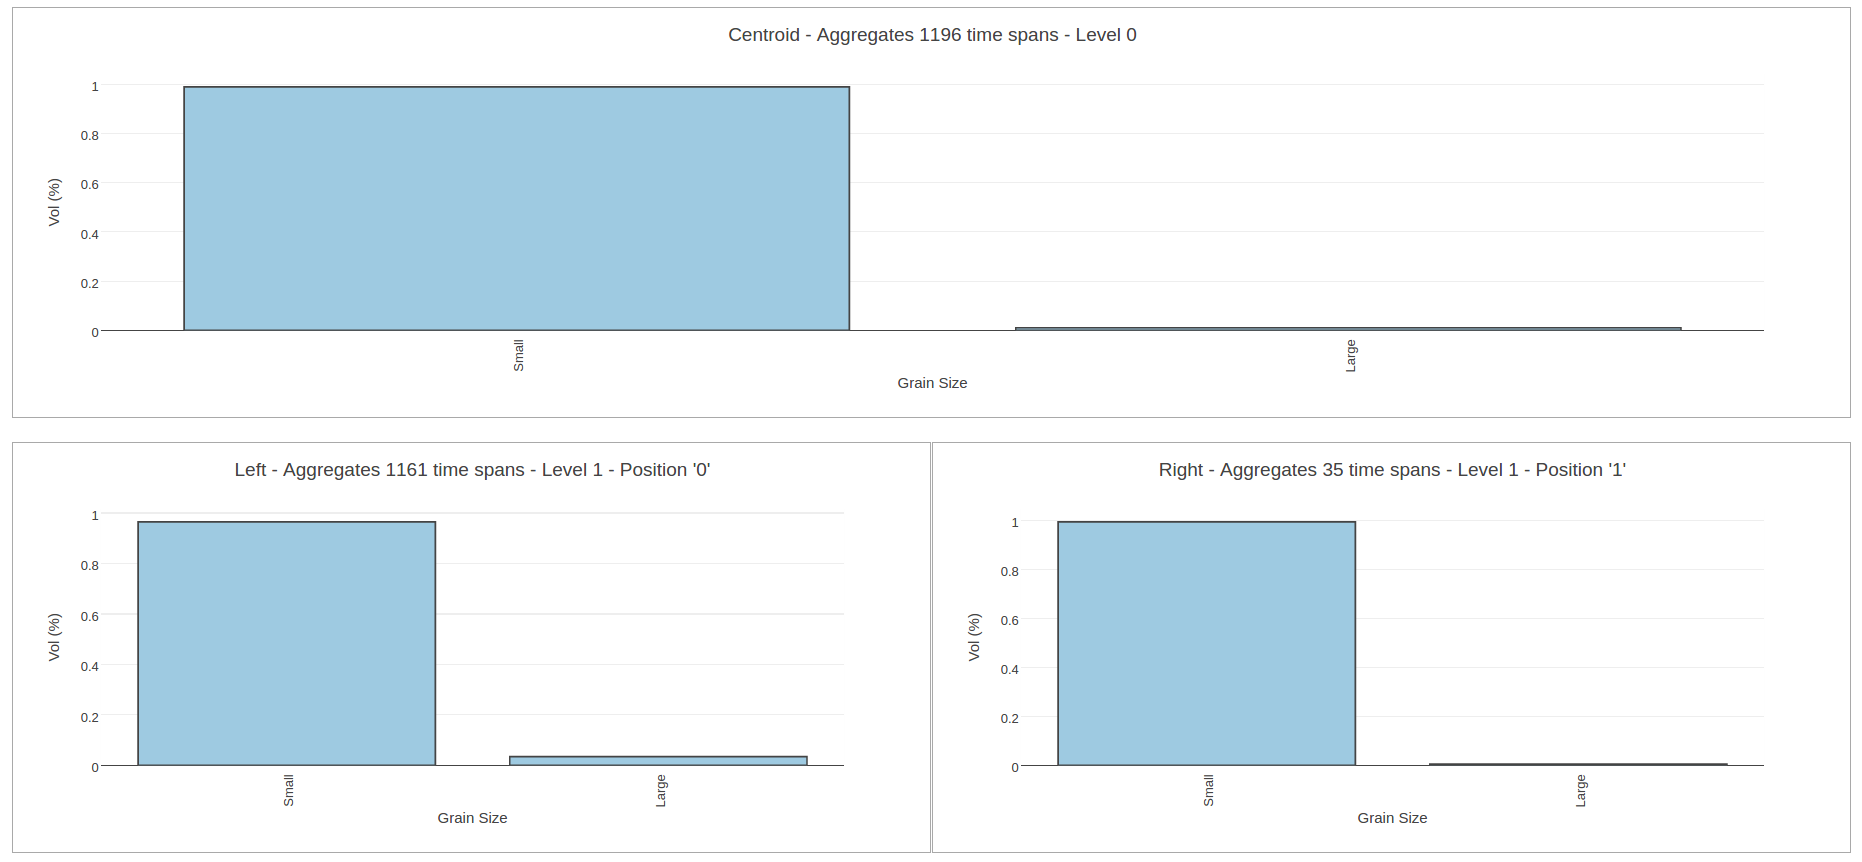 Centroid - Aggregates 1196 time spans - Level 0
1
0.8
0.6
0.4
0.2
0
Vol (%)
Small
Large
Grain Size
Left - Aggregates 1161 time spans - Level 1 - Position '0'
1
0.8
0.6
0.4
0.2
0
Vol (%)
Small
Large
Grain Size
Right - Aggregates 35 time spans - Level 1 - Position '1'
1
0.8
0.6
0.4
0.2
0
Vol (%)
Small
Large
Grain Size